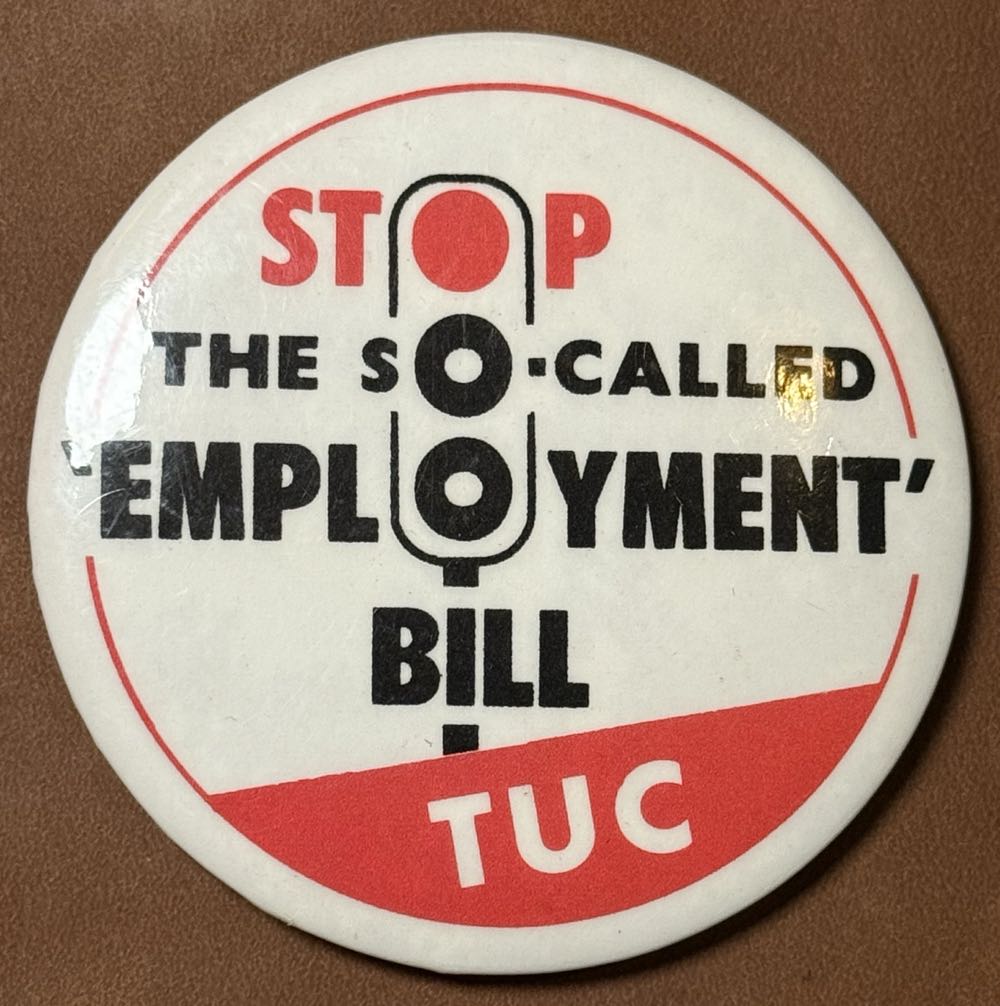 STOP
THE SO-CALLED
'EMPLOYMENT'
BILL
TUC